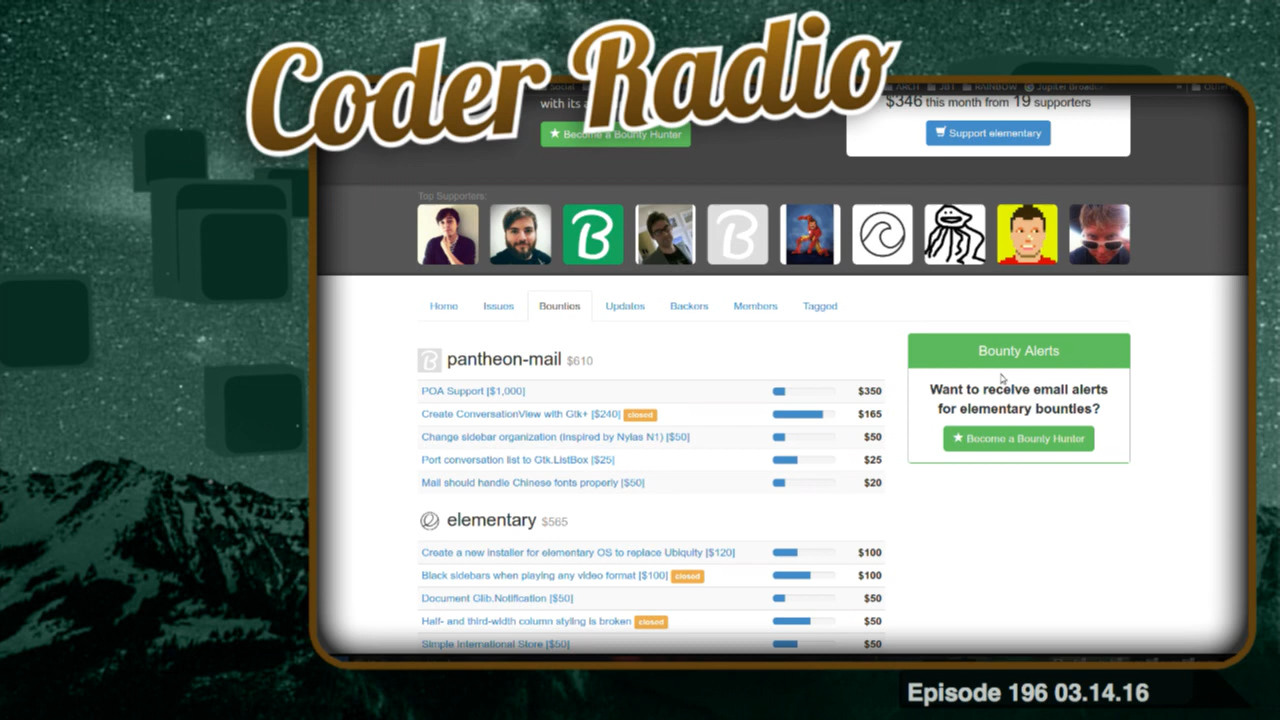 Coder Radio
Social
ARCH JBT RAINBOW Jupiter Broadc
with its a
$346 this month from 19 supporters
★ Become a Bounty Hunter
Support elementary
Top Supporters:
Home Issues Bounties Updates Backers Members Tagged
pantheon-mail $610
POA Support [$1,000] $350
Create ConversationView with Gtk+ [$240] closed $165
Change sidebar organization (Inspired by Nylas N1) [$50] $50
Port conversation list to Gtk.ListBox [$25] $25
Mail should handle Chinese fonts properly [$50] $20
Bounty Alerts
Want to receive email alerts
for elementary bounties?
★ Become a Bounty Hunter
elementary $565
Create a new installer for elementary OS to replace Ubiquity [$120] $100
Black sidebars when playing any video format [$100] closed $100
Document Glib.Notification [$50] $50
Half- and third-width column styling is broken closed $50
Simple International Store [$50] $50
Episode 196 03.14.16